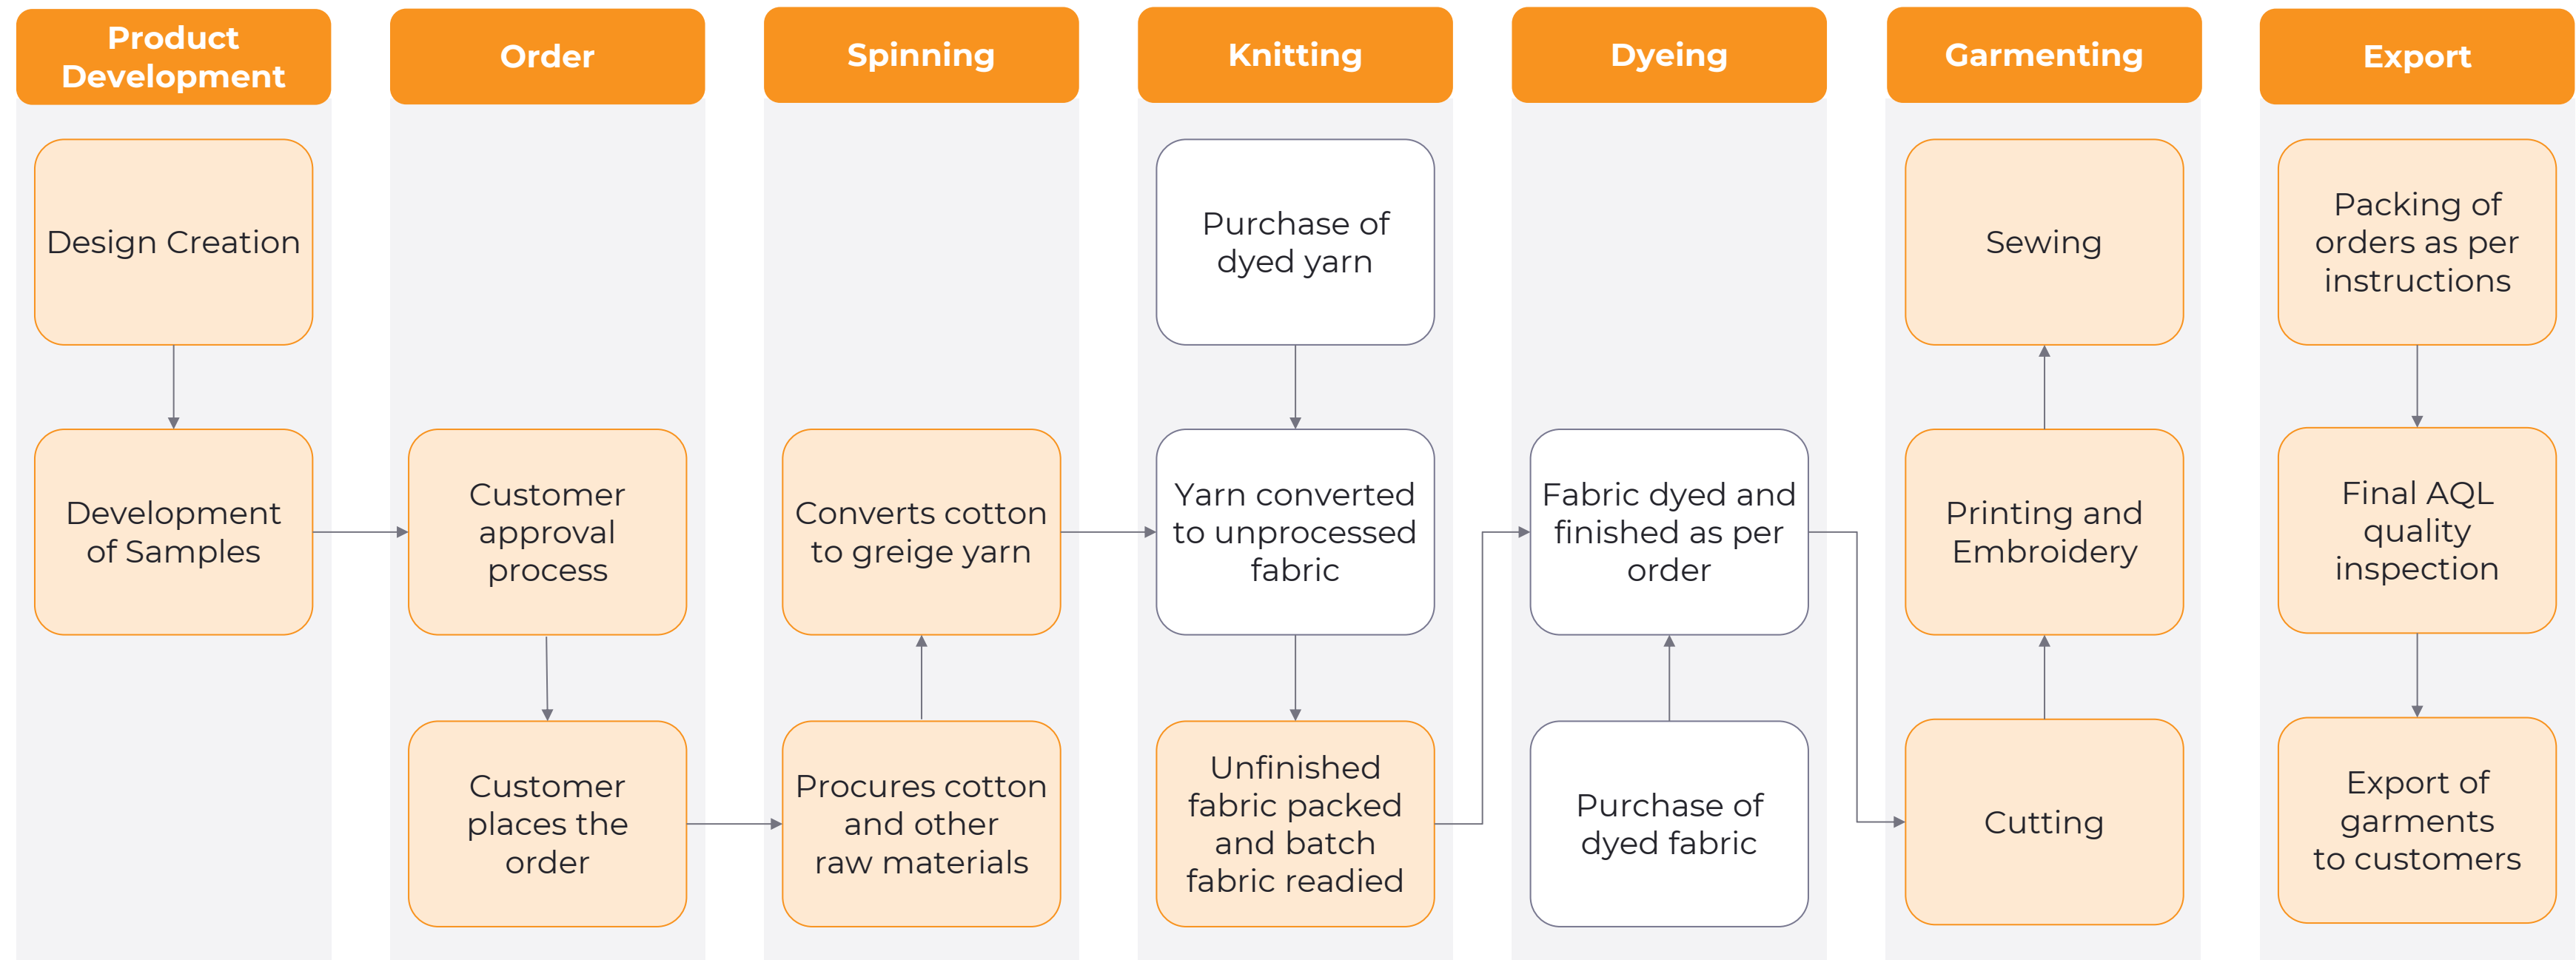 Product
Development
Order
Spinning
Knitting
Dyeing
Garmenting
Export
Design Creation
Development
of Samples
Customer
approval
process
Customer
places the
order
Converts cotton
to greige yarn
Procures cotton
and other
raw materials
Purchase of
dyed yarn
Yarn converted
to unprocessed
fabric
Unfinished
fabric packed
and batch
fabric readied
Fabric dyed and
finished as per
order
Purchase of
dyed fabric
Sewing
Printing and
Embroidery
Cutting
Packing of
orders as per
instructions
Final AQL
quality
inspection
Export of
garments
to customers